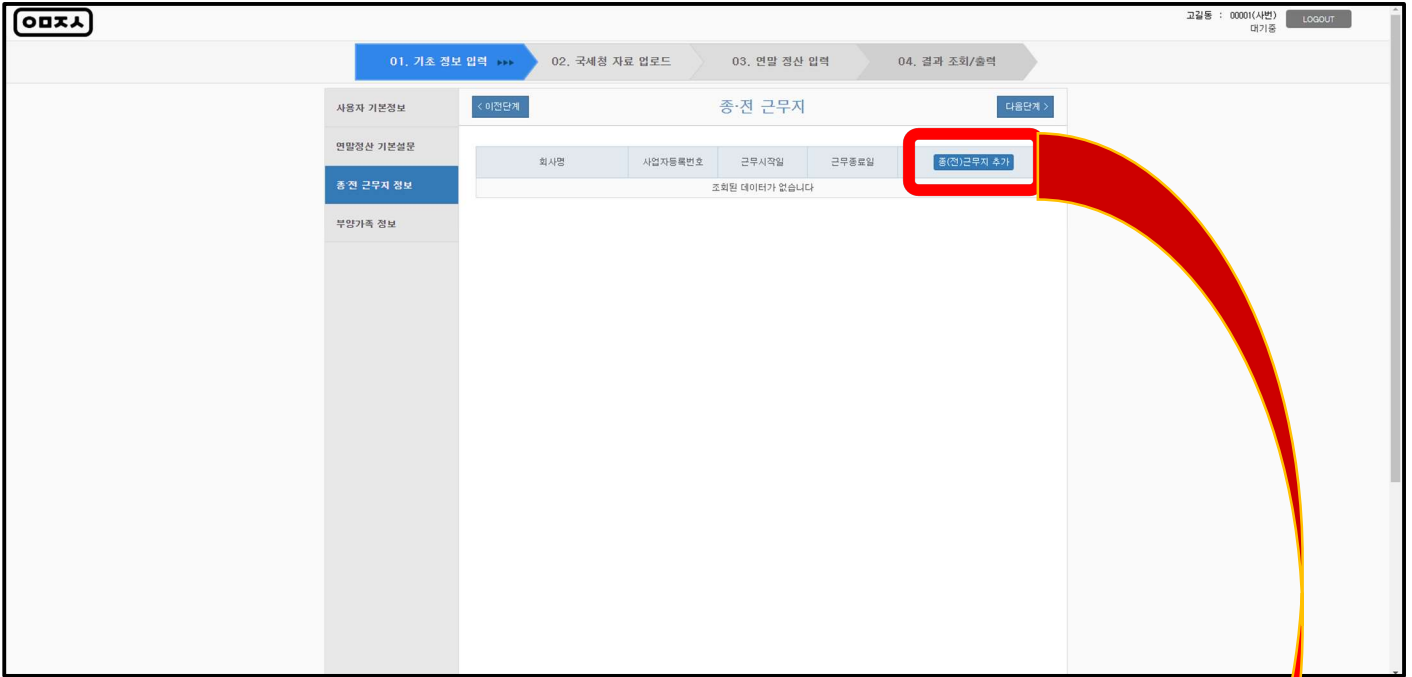 ㅇㅁㅈㅅ
고길동 : 00001(사번)
대기중
LOGOUT
01. 기초 정보 입력 ▸▸▸
02. 국세청 자료 업로드
03. 연말 정산 입력
04. 결과 조회/출력
사용자 기본정보
연말정산 기본설문
종·전 근무지 정보
부양가족 정보
< 이전단계
종·전 근무지
다음단계 >
회사명 사업자등록번호 근무시작일 근무종료일 종(전)근무지 추가
조회된 데이터가 없습니다